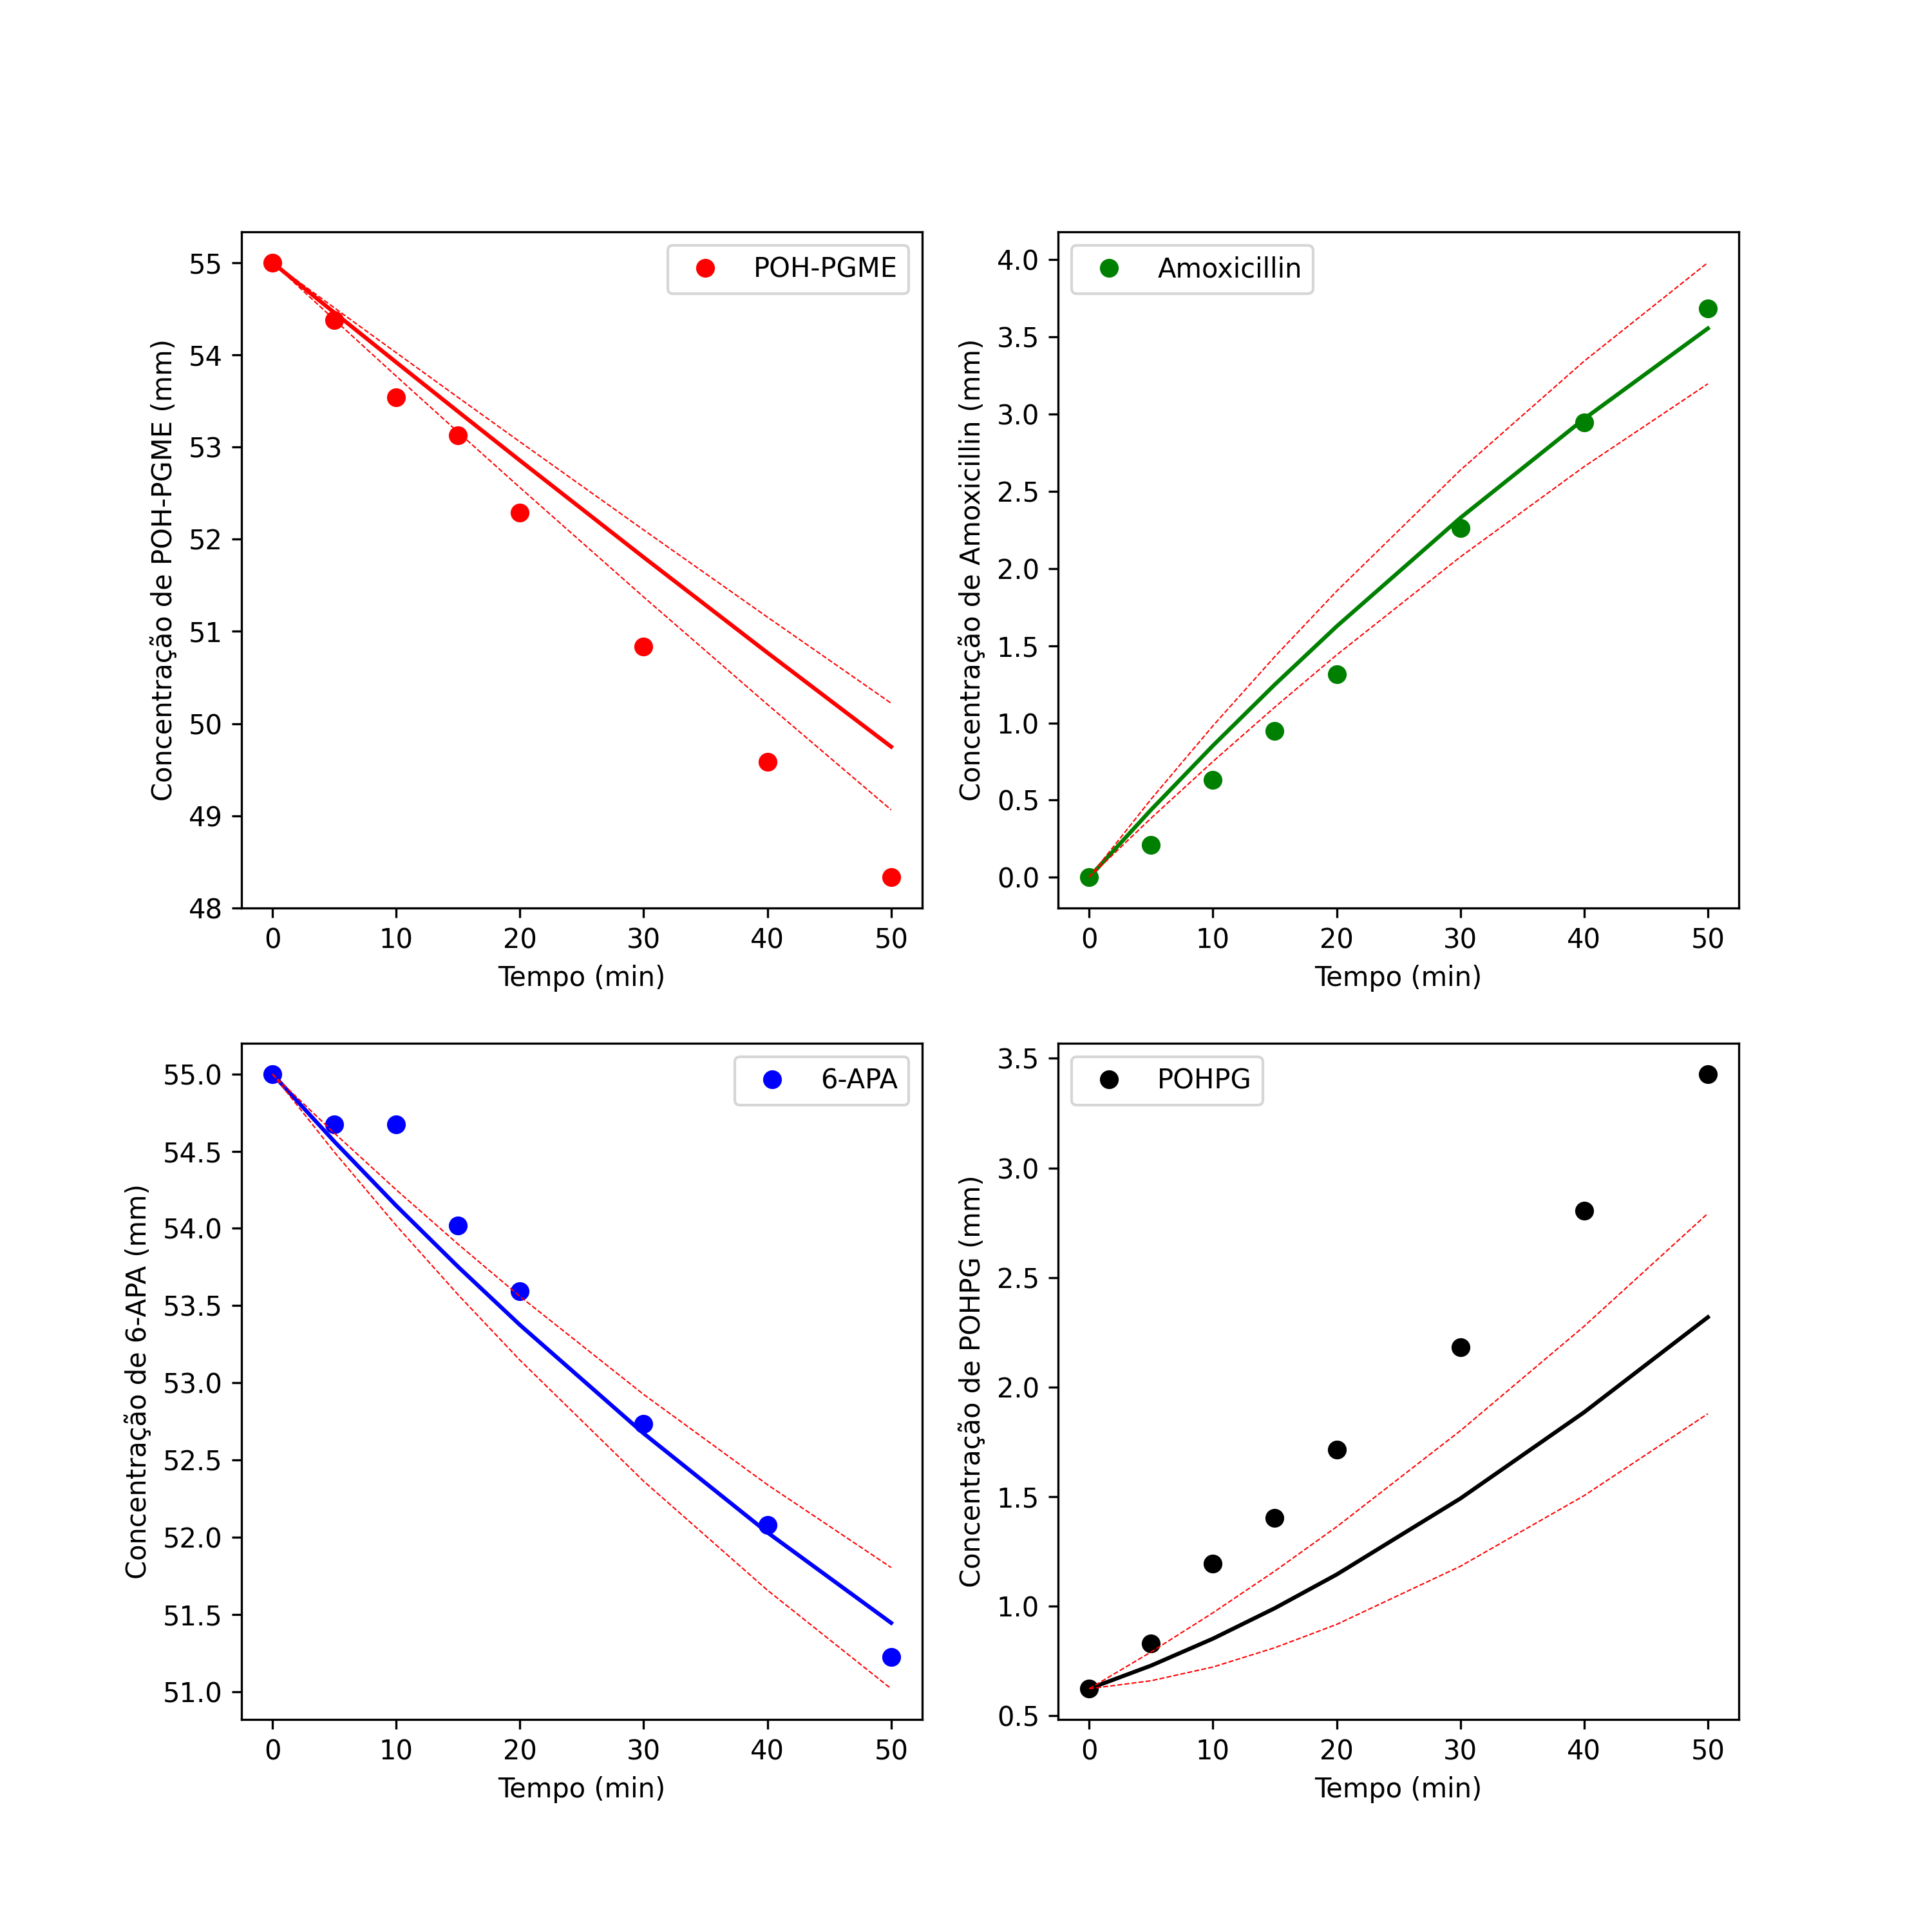 POH-PGME
55
54
53
52
51
50
49
48
Concentração de POH-PGME (mm)
0 10 20 30 40 50
Tempo (min)
Amoxicillin
4.0
3.5
3.0
2.5
2.0
1.5
1.0
0.5
0.0
Concentração de Amoxicillin (mm)
0 10 20 30 40 50
Tempo (min)
6-APA
55.0
54.5
54.0
53.5
53.0
52.5
52.0
51.5
51.0
Concentração de 6-APA (mm)
0 10 20 30 40 50
Tempo (min)
POHPG
3.5
3.0
2.5
2.0
1.5
1.0
0.5
Concentração de POHPG (mm)
0 10 20 30 40 50
Tempo (min)